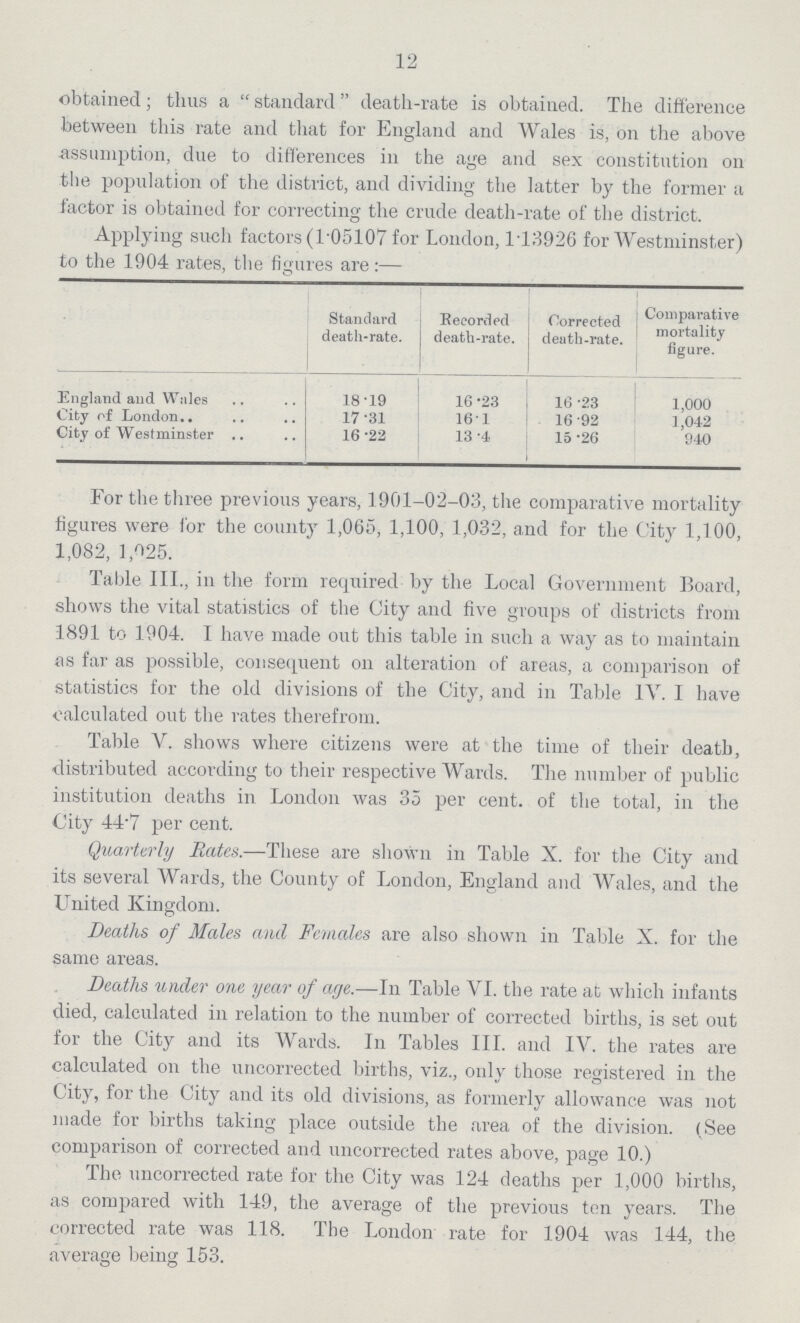 12
obtained; thus a "standard" death-rate is obtained. The difference
between this rate and that for England and Wales is, on the above
assumption, due to differences in the age and sex constitution on
the population of the district, and dividing the latter by the former a
factor is obtained for correcting the crude death-rate of the district.
Applying such factors (1·05107 for London, 1·13926 for Westminster)
to the 1904 rates, the figures are:—
Standard death-rate. Recorded death-rate. Corrected death-rate. Comparative mortality figure.
England and Wales .. .. 18·19 16·23 16·23 1,000
City of London.. .. .. 17·31 16·1 16·92 1,042
City of Westminster .. .. 16·22 13·4 15·26 940
For the three previous years, 1901-02-03, the comparative mortality
figures were for the county 1,065, 1,100, 1,032, and for the City 1,100,
1,082, 1,025.
Table III., in the form required by the Local Government Board,
shows the vital statistics of the City and five groups of districts from
1891 to 1904. I have made out this table in such a way as to maintain
as far as possible, consequent on alteration of areas, a comparison of
statistics for the old divisions of the City, and in Table IV. I have
calculated out the rates therefrom.
Table V. shows where citizens were at the time of their death,
distributed according to their respective Wards. The number of public
institution deaths in London was 35 per cent. of the total, in the
City 44·7 per cent.
Quarterly Rates.—These are shown in Table X. for the City and
its several Wards, the County of London, England and Wales, and the
United Kingdom.
Deaths of Males and Females are also shown in Table X. for the
same areas.
Deaths under one year of age.—In Table VI. the rate at which infants
died, calculated in relation to the number of corrected births, is set out
for the City and its Wards. In Tables III. and IV. the rates are
calculated on the uncorrected births, viz., only those registered in the
City, for the City and its old divisions, as formerly allowance was not
made for births taking place outside the area of the division. (See
comparison of corrected and uncorrected rates above, page 10.)
The uncorrected rate for the City was 124 deaths per 1,000 births,
as compared with 149, the average of the previous ten years. The
corrected rate was 118. The London rate for 1904 was 144, the
average being 153.